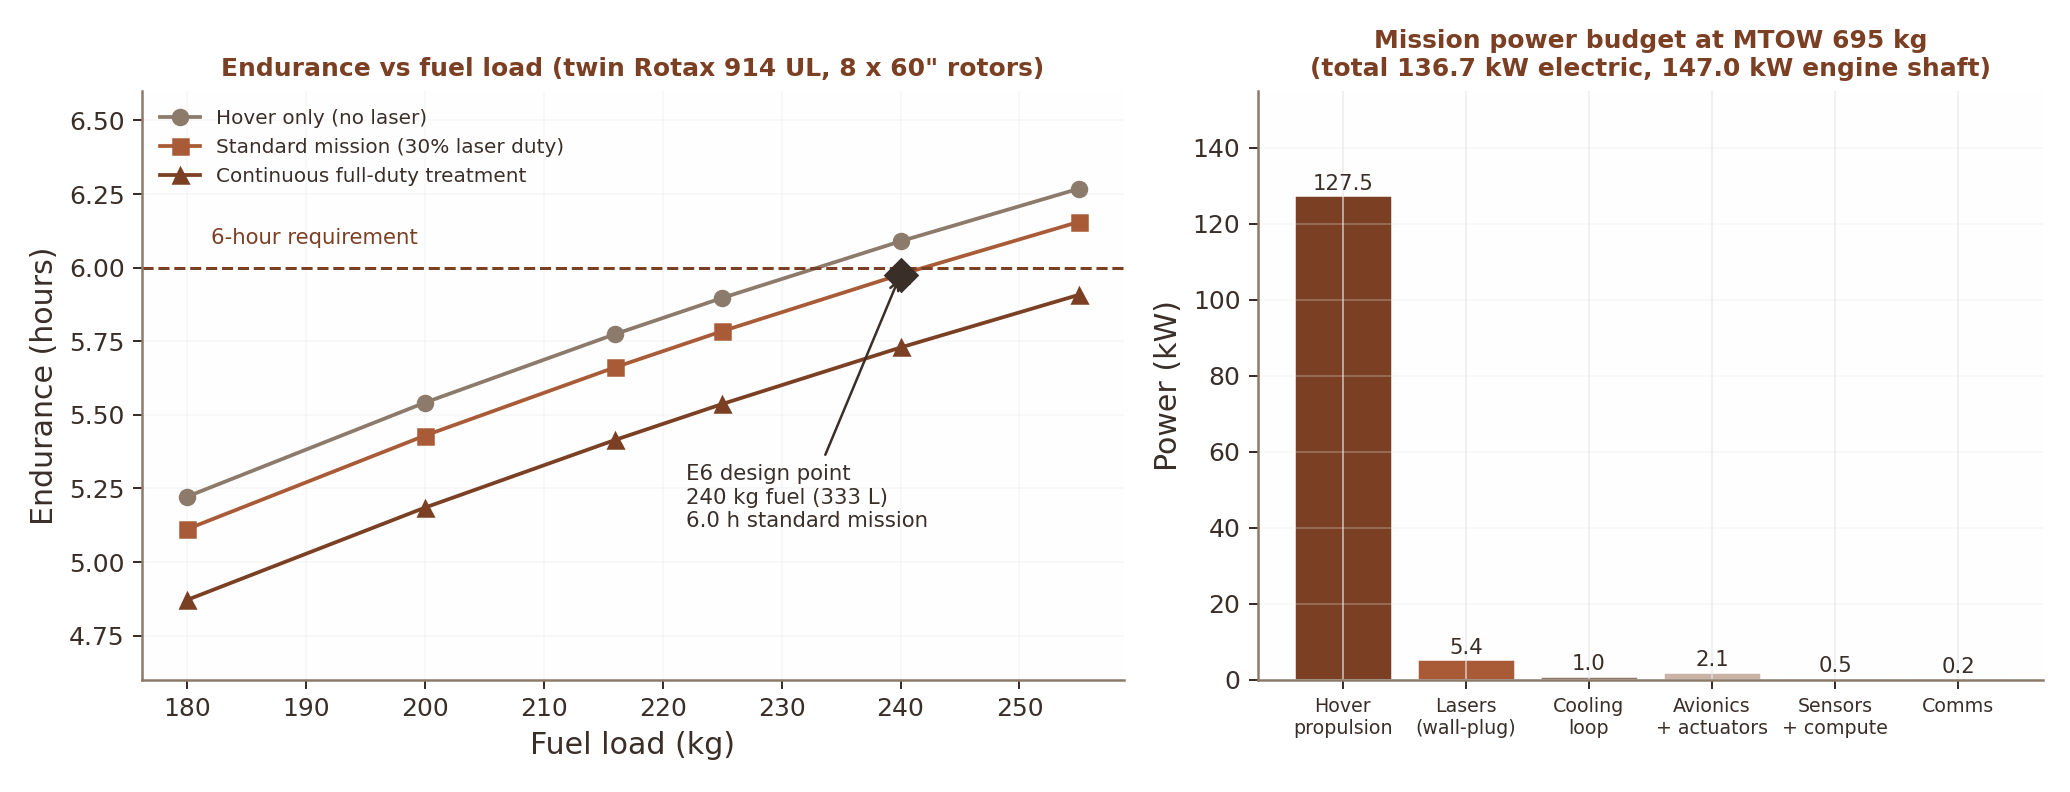 Endurance vs fuel load (twin Rotax 914 UL, 8 x 60" rotors)
Hover only (no laser)
Standard mission (30% laser duty)
Continuous full-duty treatment
6-hour requirement
E6 design point
240 kg fuel (333 L)
6.0 h standard mission
Endurance (hours)
6.50
6.25
6.00
5.75
5.50
5.25
5.00
4.75
180 190 200 210 220 230 240 250
Fuel load (kg)
Mission power budget at MTOW 695 kg
(total 136.7 kW electric, 147.0 kW engine shaft)
Power (kW)
140
120
100
80
60
40
20
0
127.5
5.4
1.0
2.1
0.5
0.2
Hover
propulsion
Lasers
(wall-plug)
Cooling
loop
Avionics
+ actuators
Sensors
+ compute
Comms